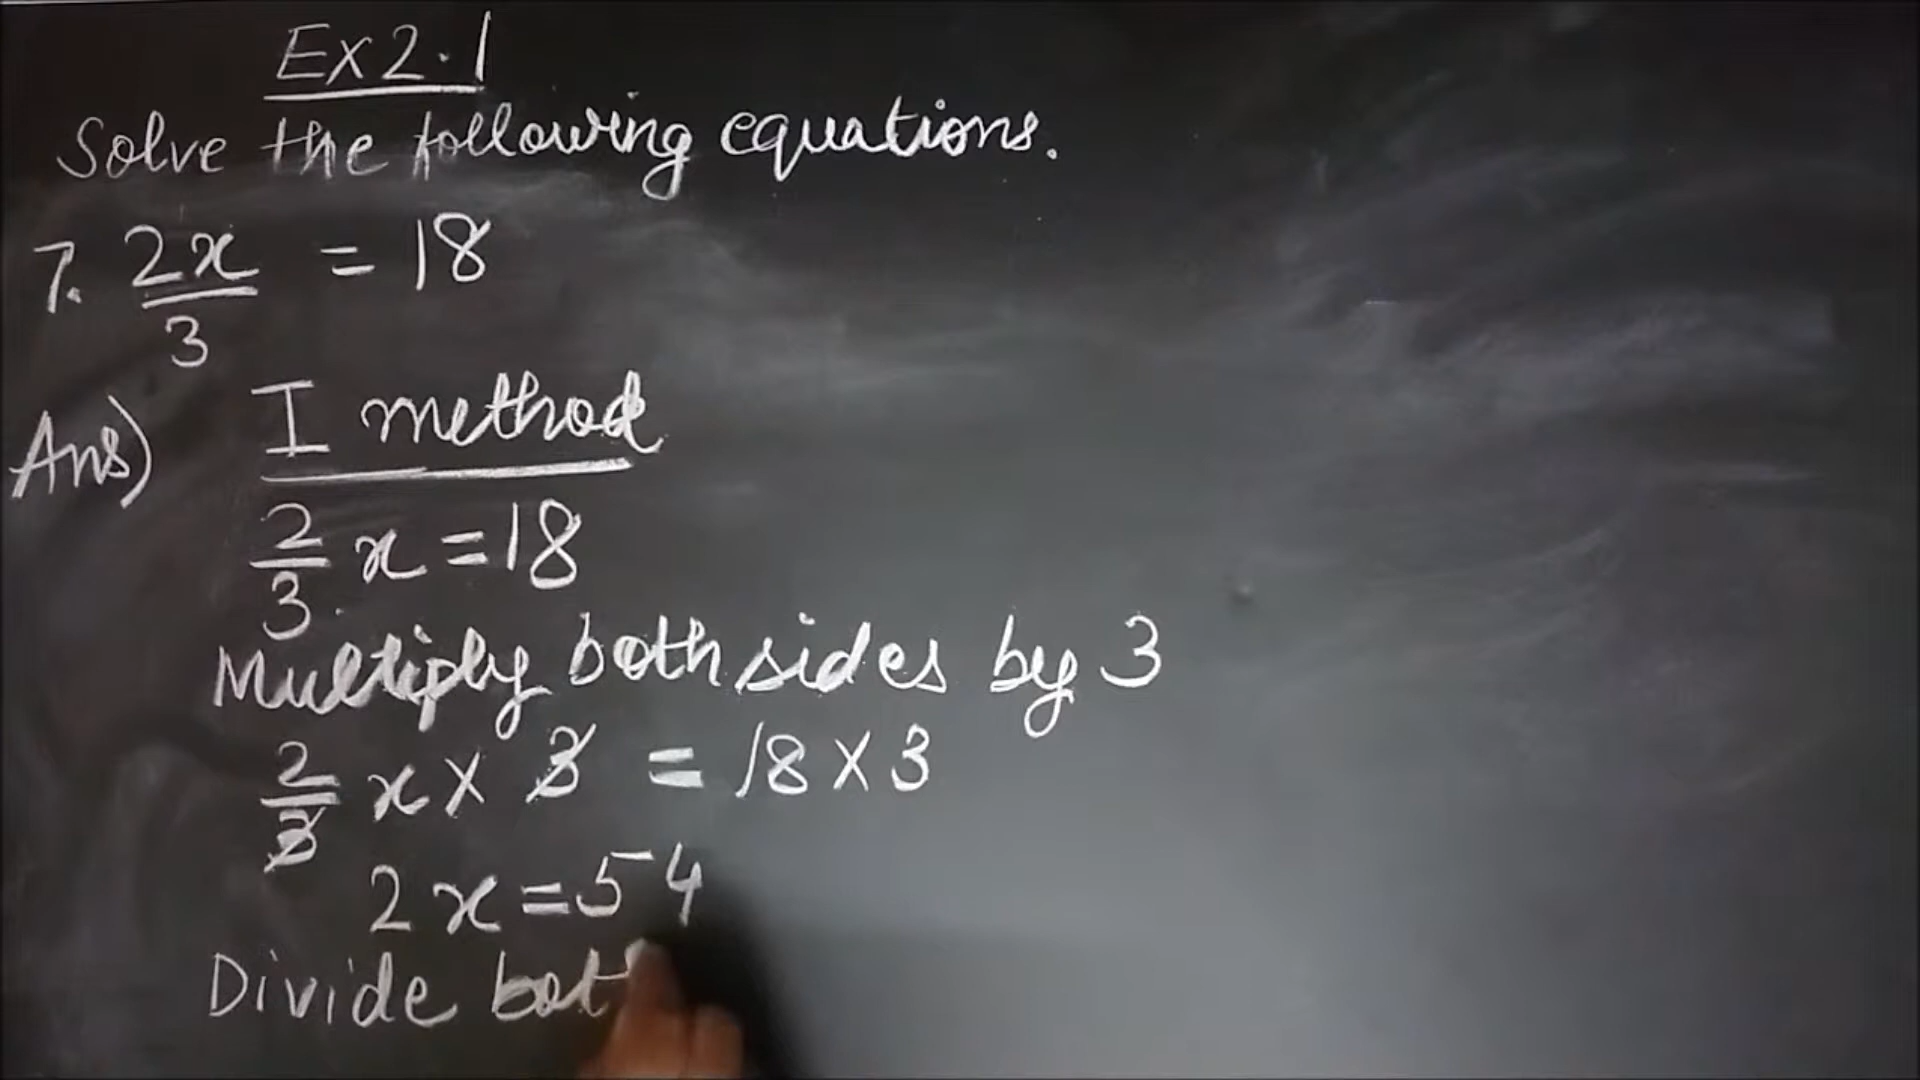 Ex 2.1
Solve the following equations.
7. 2x/3 = 18
Ans) I method
2/3 x = 18
Multiply both sides by 3
2/3 x × 3 = 18 × 3
2x = 54
Divide bot